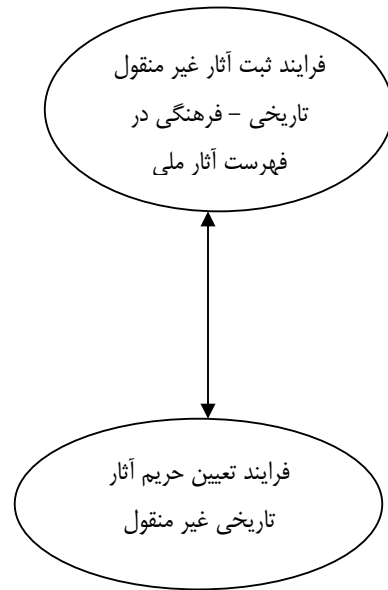 فرایند ثبت آثار غیر منقول
تاریخی – فرهنگی در
فهرست آثار ملی
فرایند تعیین حریم آثار
تاریخی غیر منقول